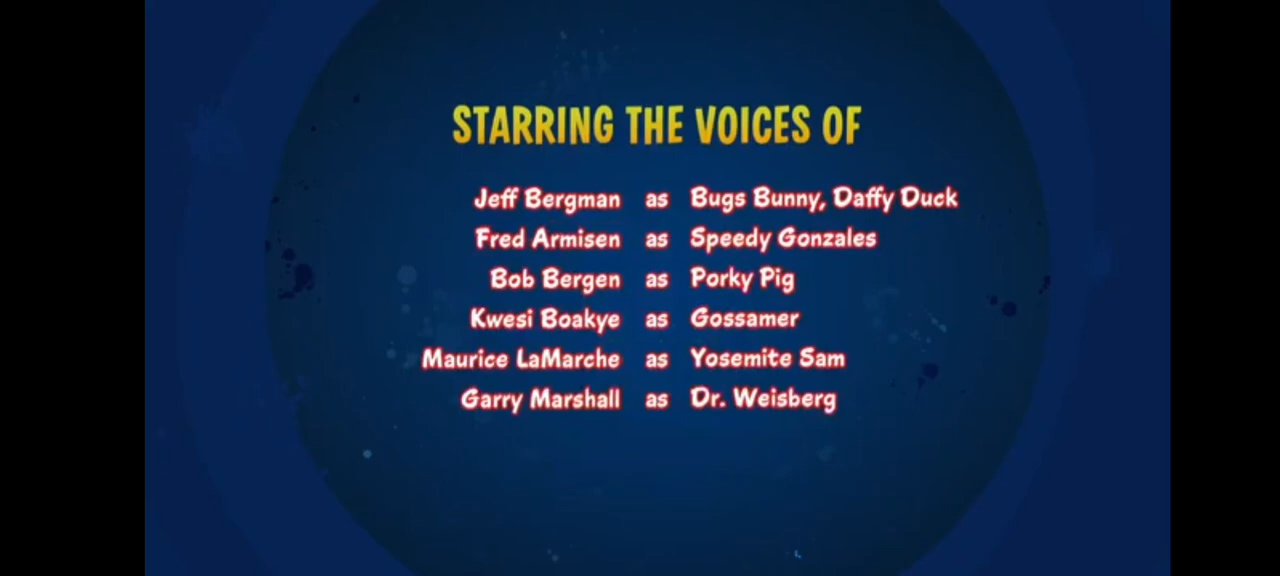 STARRING THE VOICES OF
Jeff Bergman as Bugs Bunny, Daffy Duck
Fred Armisen as Speedy Gonzales
Bob Bergen as Porky Pig
Kwesi Boakye as Gossamer
Maurice LaMarche as Yosemite Sam
Garry Marshall as Dr. Weisberg